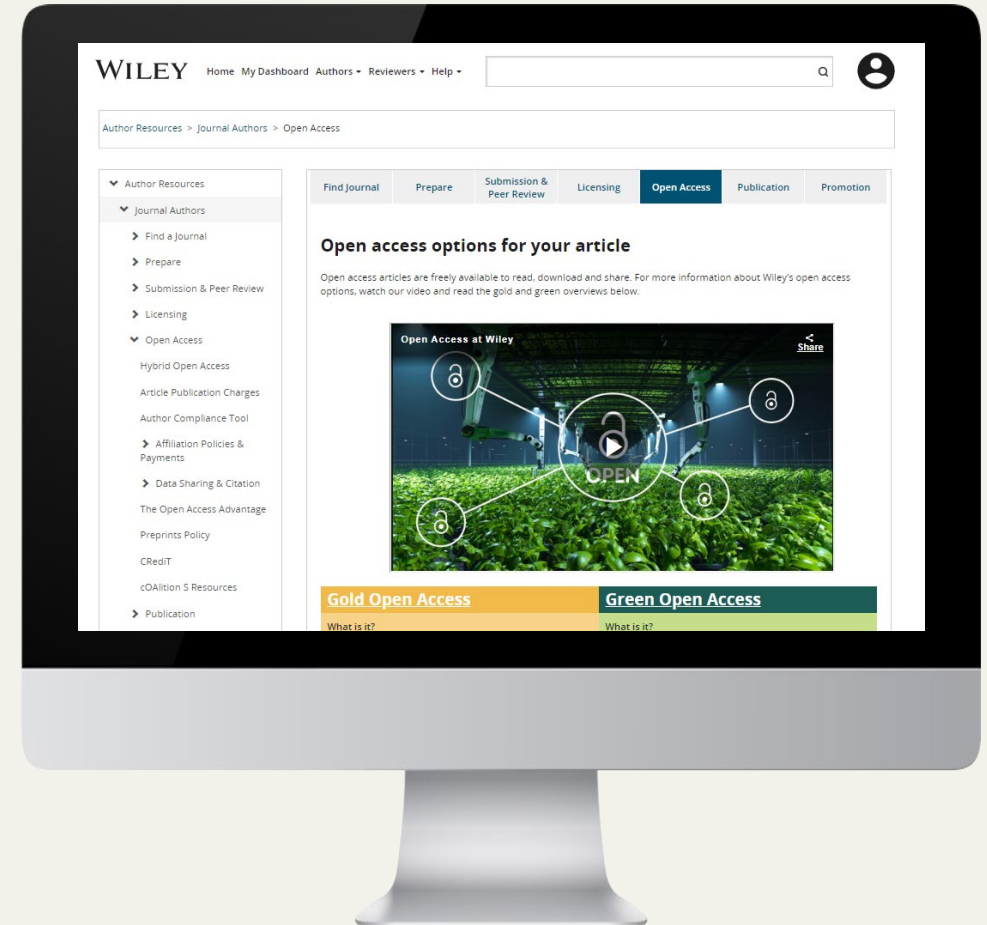 WILEY Home My Dashboard Authors Reviewers Help
Author Resources > Journal Authors > Open Access
Author Resources
Journal Authors
Find a Journal
Prepare
Submission & Peer Review
Licensing
Open Access
Hybrid Open Access
Article Publication Charges
Author Compliance Tool
Affiliation Policies &
Payments
Data Sharing & Citation
The Open Access Advantage
Preprints Policy
CRediT
cOAlition S Resources
Publication
Find Journal Prepare Submission & Peer Review Licensing Open Access Publication Promotion
Open access options for your article
Open access articles are freely available to read, download and share. For more information about Wiley's open access
options, watch our video and read the gold and green overviews below.
Open Access at Wiley
Share
OPEN
Gold Open Access Green Open Access
What is it? What is it?